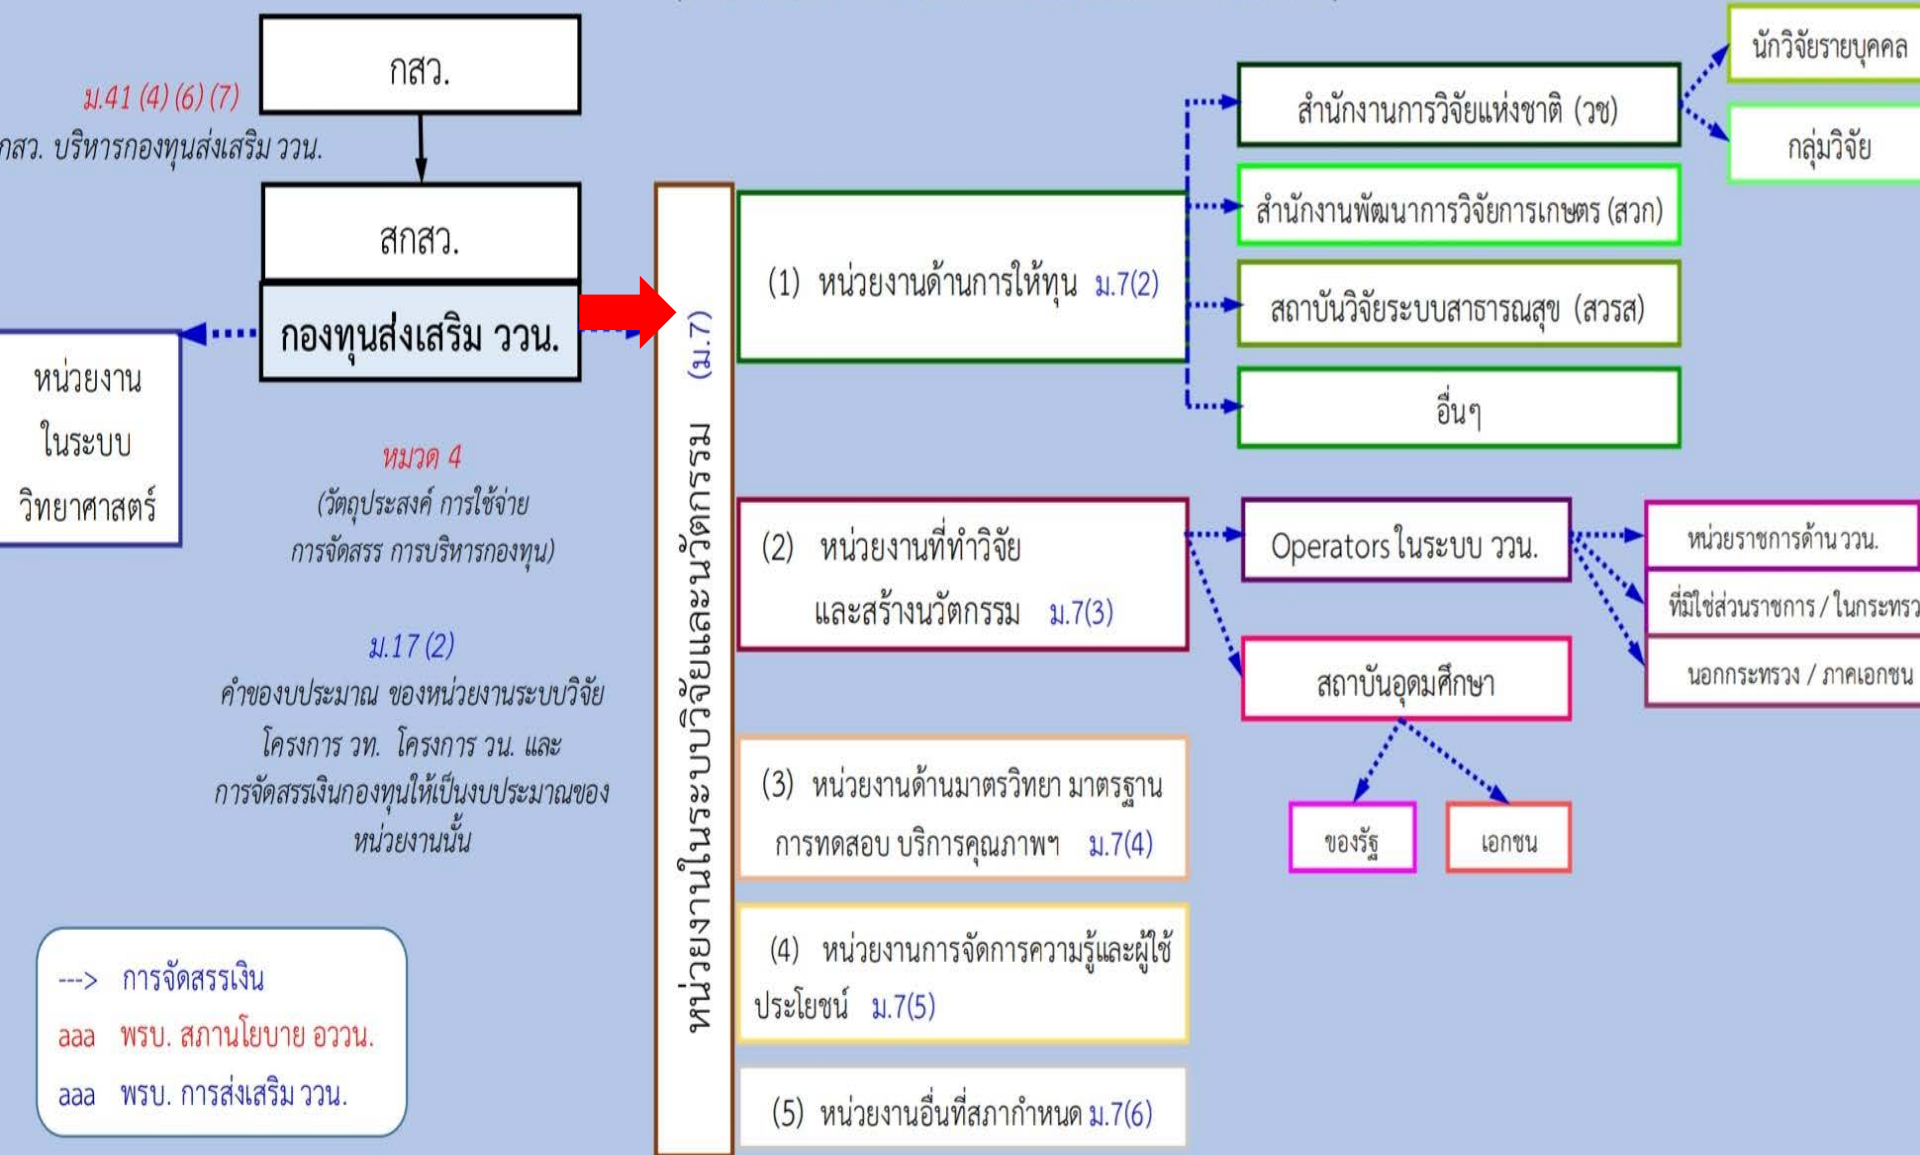 กสว.
ม.41 (4) (6) (7)
กสว. บริหารกองทุนส่งเสริม ววน.
สกสว.
กองทุนส่งเสริม ววน.
หน่วยงาน
ในระบบ
วิทยาศาสตร์
หมวด 4
(วัตถุประสงค์ การใช้จ่าย
การจัดสรร การบริหารกองทุน)
ม.17 (2)
คำของบประมาณ ของหน่วยงานระบบวิจัย
โครงการ วท. โครงการ วน. และ
การจัดสรรเงินกองทุนให้เป็นงบประมาณของ
หน่วยงานนั้น
---> การจัดสรรเงิน
aaa พรบ. สภานโยบาย อววน.
aaa พรบ. การส่งเสริม ววน.
หน่วยงานในระบบวิจัยและนวัตกรรม (ม.7)
(1) หน่วยงานด้านการให้ทุน ม.7(2)
สำนักงานการวิจัยแห่งชาติ (วช)
นักวิจัยรายบุคคล
กลุ่มวิจัย
สำนักงานพัฒนาการวิจัยการเกษตร (สวก)
สถาบันวิจัยระบบสาธารณสุข (สวรส)
อื่นๆ
(2) หน่วยงานที่ทำวิจัย
และสร้างนวัตกรรม ม.7(3)
Operators ในระบบ ววน.
หน่วยราชการด้าน ววน.
ที่มิใช่ส่วนราชการ / ในกระทรว
นอกกระทรวง / ภาคเอกชน
สถาบันอุดมศึกษา
ของรัฐ
เอกชน
(3) หน่วยงานด้านมาตรวิทยา มาตรฐาน
การทดสอบ บริการคุณภาพฯ ม.7(4)
(4) หน่วยงานการจัดการความรู้และผู้ใช้
ประโยชน์ ม.7(5)
(5) หน่วยงานอื่นที่สภากำหนด ม.7(6)